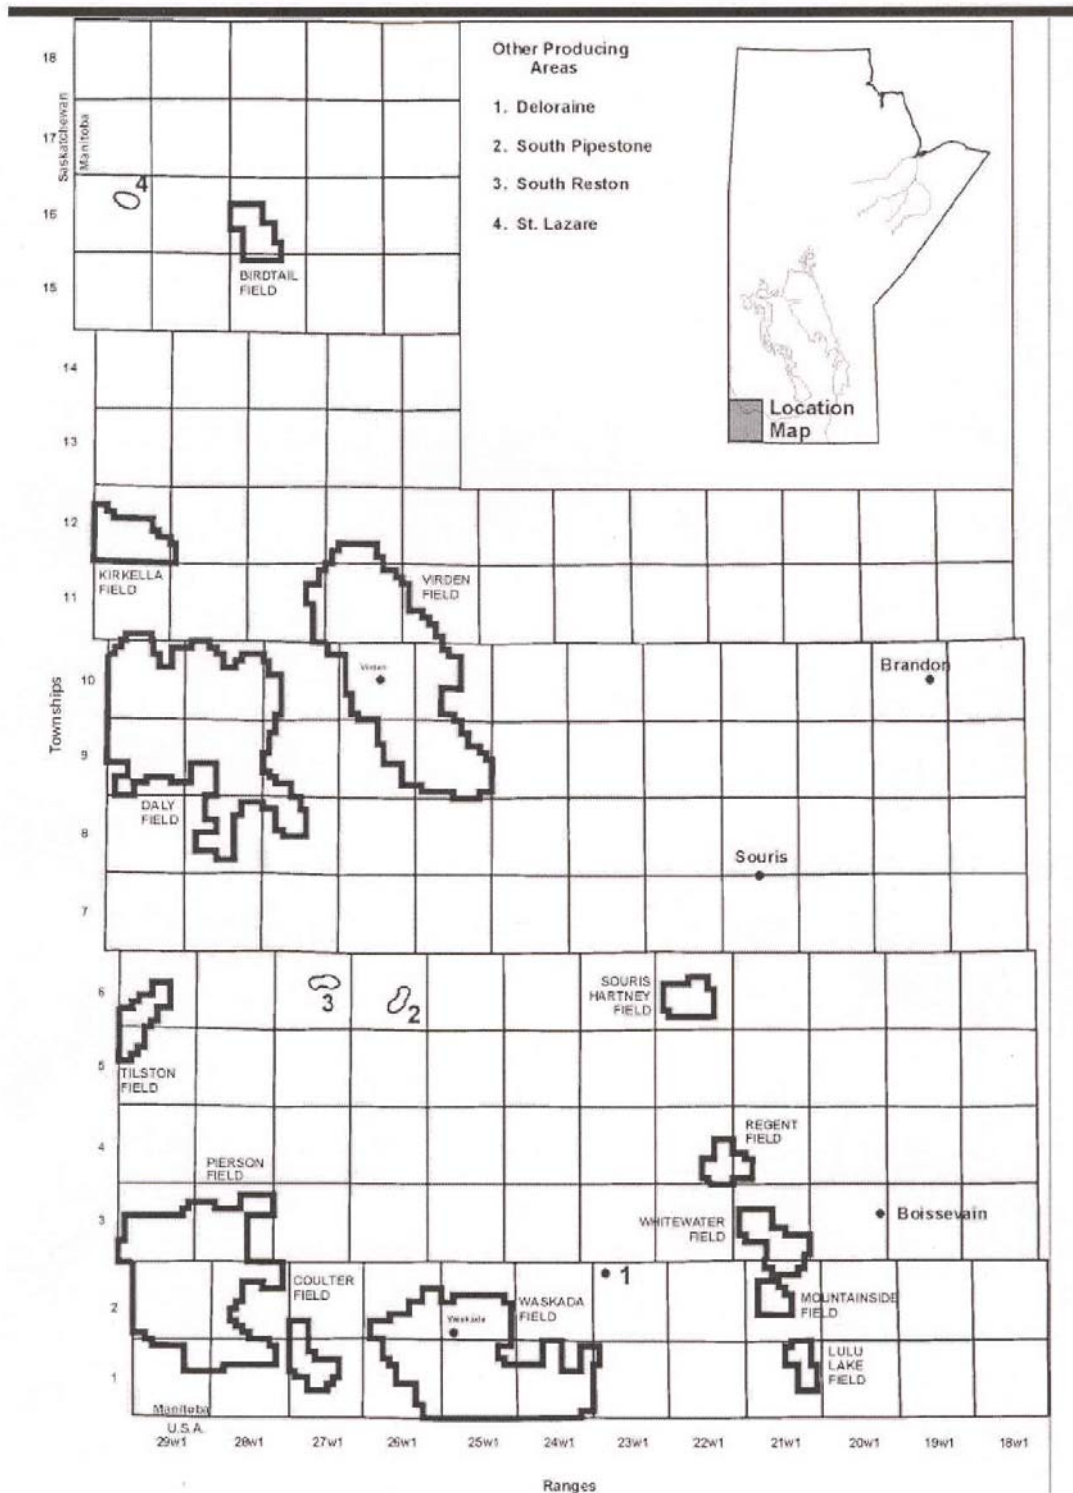 18
Other Producing
Areas
1. Deloraine
2. South Pipestone
3. South Reston
4. St. Lazare
Location
Map
Saskatchewan
Manitoba
17
4
16
BIRDTAIL
FIELD
15
14
13
12
KIRKELLA
FIELD
VIRDEN
FIELD
11
Townships
10
Virden
Brandon
9
DALY
FIELD
8
Souris
7
6
3
2
SOURIS
HARTNEY
FIELD
5
TILSTON
FIELD
4
REGENT
FIELD
PIERSON
FIELD
3
WHITEWATER
FIELD
Boissevain
COULTER
FIELD
1
2
WASKADA
FIELD
Waskada
MOUNTAINSIDE
FIELD
1
LULU
LAKE
FIELD
Manitoba
U.S.A.
29w1 28w1 27w1 26w1 25w1 24w1 23w1 22w1 21w1 20w1 19w1 18w1
Ranges